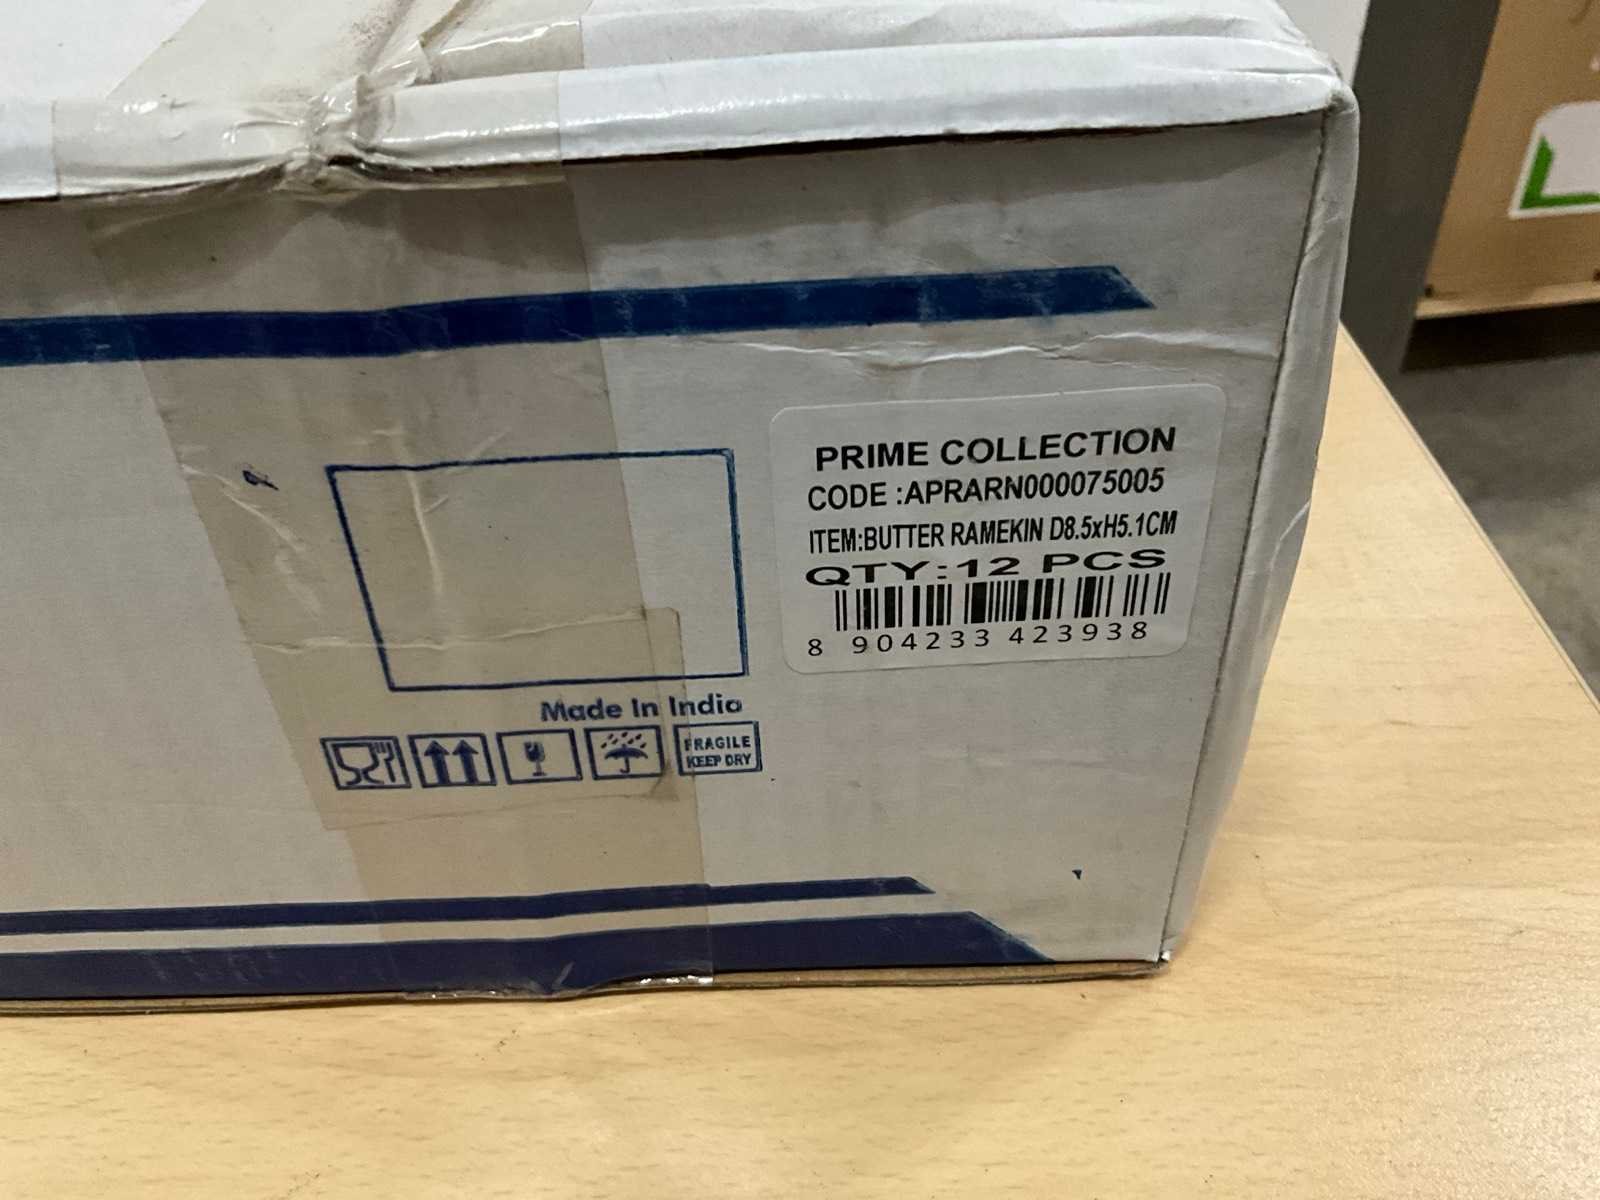 PRIME COLLECTION
CODE :APRARN000075005
ITEM:BUTTER RAMEKIN D8.5xH5.1CM
QTY:12 PCS
8 904233 423938
Made In India
FRAGILE
KEEP DRY